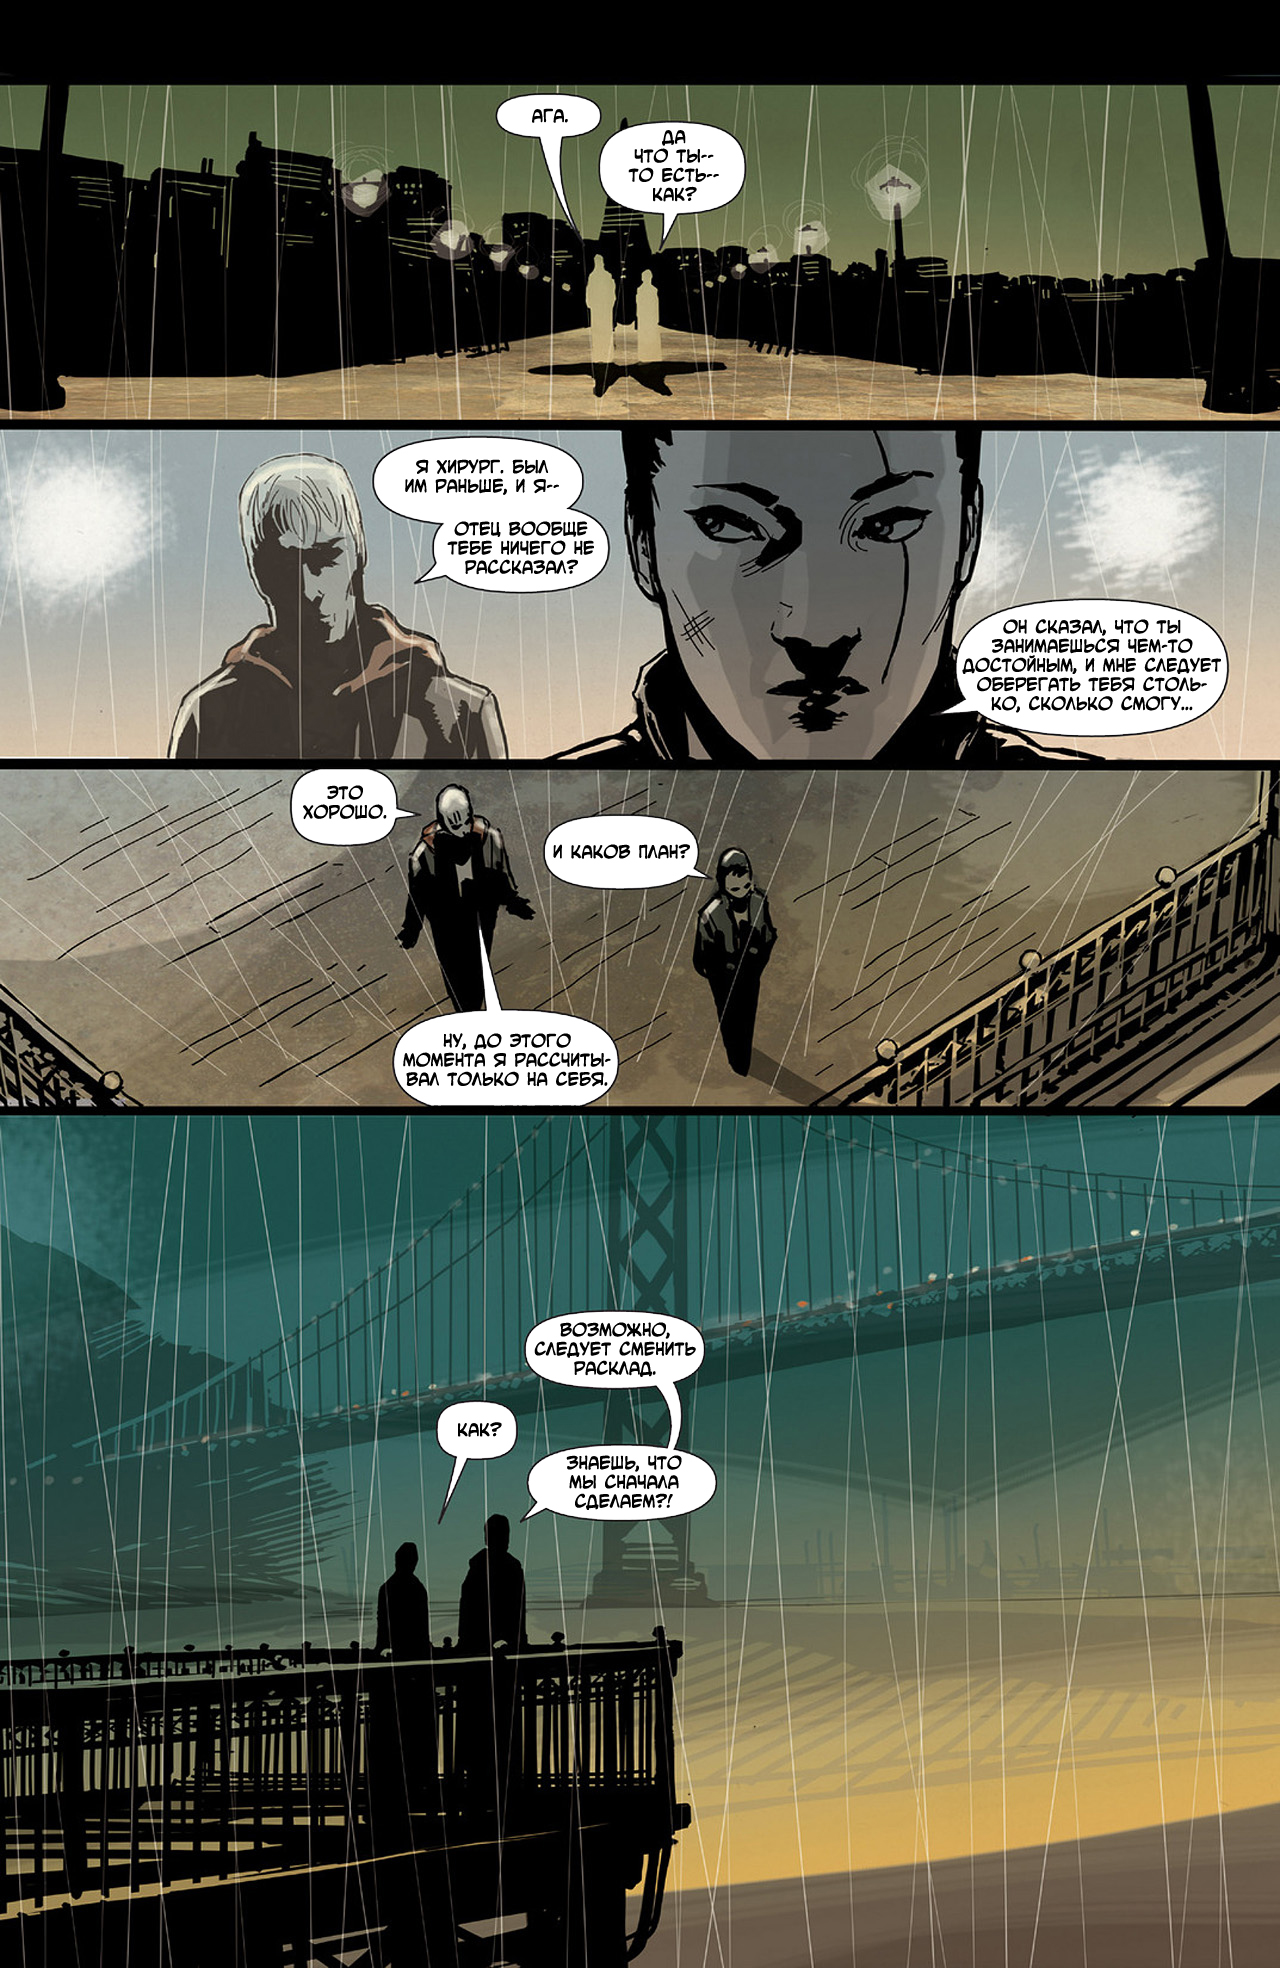 АГА.
ДА
ЧТО ТЫ--
ТО ЕСТЬ--
КАК?
Я ХИРУРГ. БЫЛ
ИМ РАНЬШЕ, И Я--
ОТЕЦ ВООБЩЕ
ТЕБЕ НИЧЕГО НЕ
РАССКАЗАЛ?
ОН СКАЗАЛ, ЧТО ТЫ
ЗАНИМАЕШЬСЯ ЧЕМ-ТО
ДОСТОЙНЫМ, И МНЕ СЛЕДУЕТ
ОБЕРЕГАТЬ ТЕБЯ СТОЛЬ-
КО, СКОЛЬКО СМОГУ...
ЭТО
ХОРОШО.
И КАКОВ ПЛАН?
НУ, ДО ЭТОГО
МОМЕНТА Я РАССЧИТЫ-
ВАЛ ТОЛЬКО НА СЕБЯ.
ВОЗМОЖНО,
СЛЕДУЕТ СМЕНИТЬ
РАСКЛАД.
КАК?
ЗНАЕШЬ, ЧТО
МЫ СНАЧАЛА
СДЕЛАЕМ?!